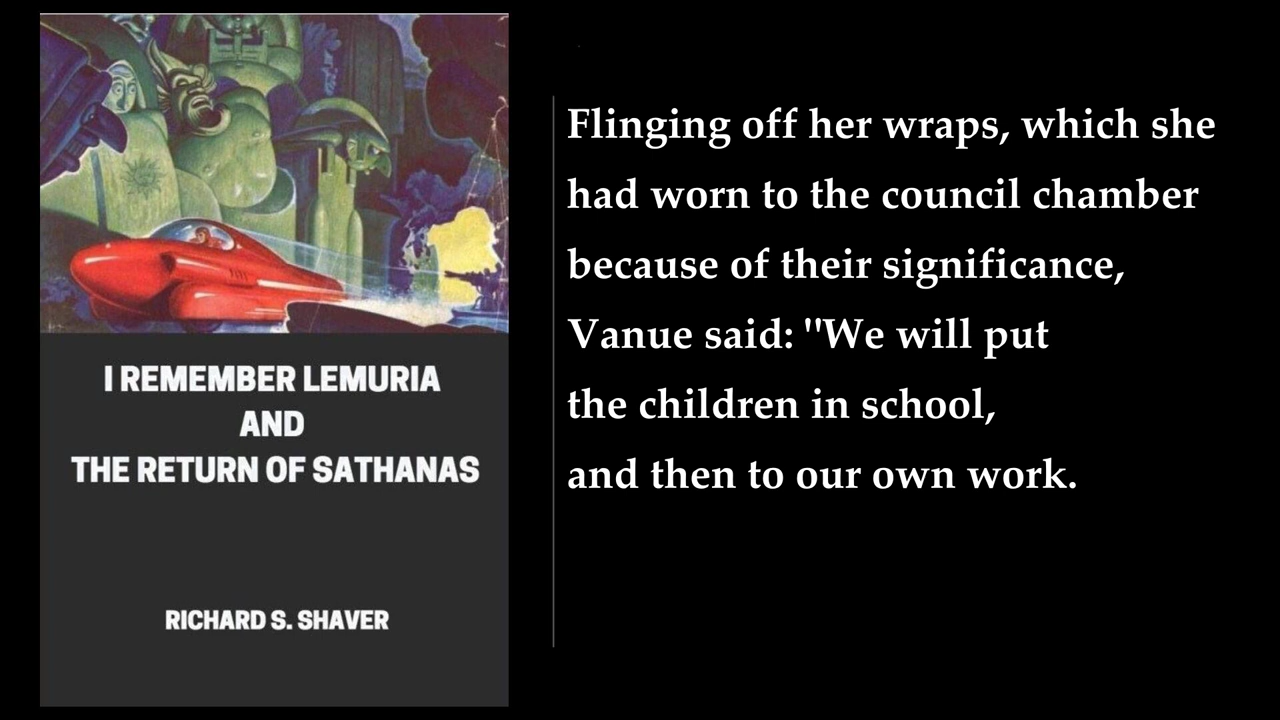 I REMEMBER LEMURIA
AND
THE RETURN OF SATHANAS
RICHARD S. SHAVER
Flinging off her wraps, which she
had worn to the council chamber
because of their significance,
Vanue said: "We will put
the children in school,
and then to our own work.